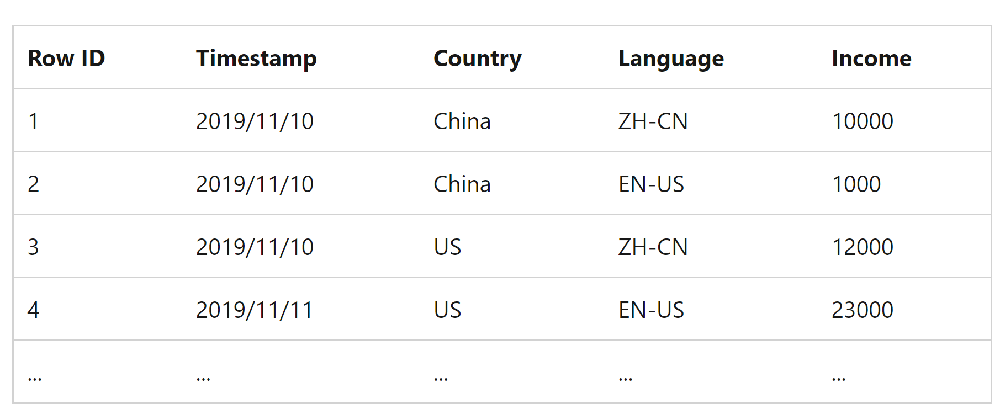 Row ID Timestamp Country Language Income
1 2019/11/10 China ZH-CN 10000
2 2019/11/10 China EN-US 1000
3 2019/11/10 US ZH-CN 12000
4 2019/11/11 US EN-US 23000
... ... ... ... ...